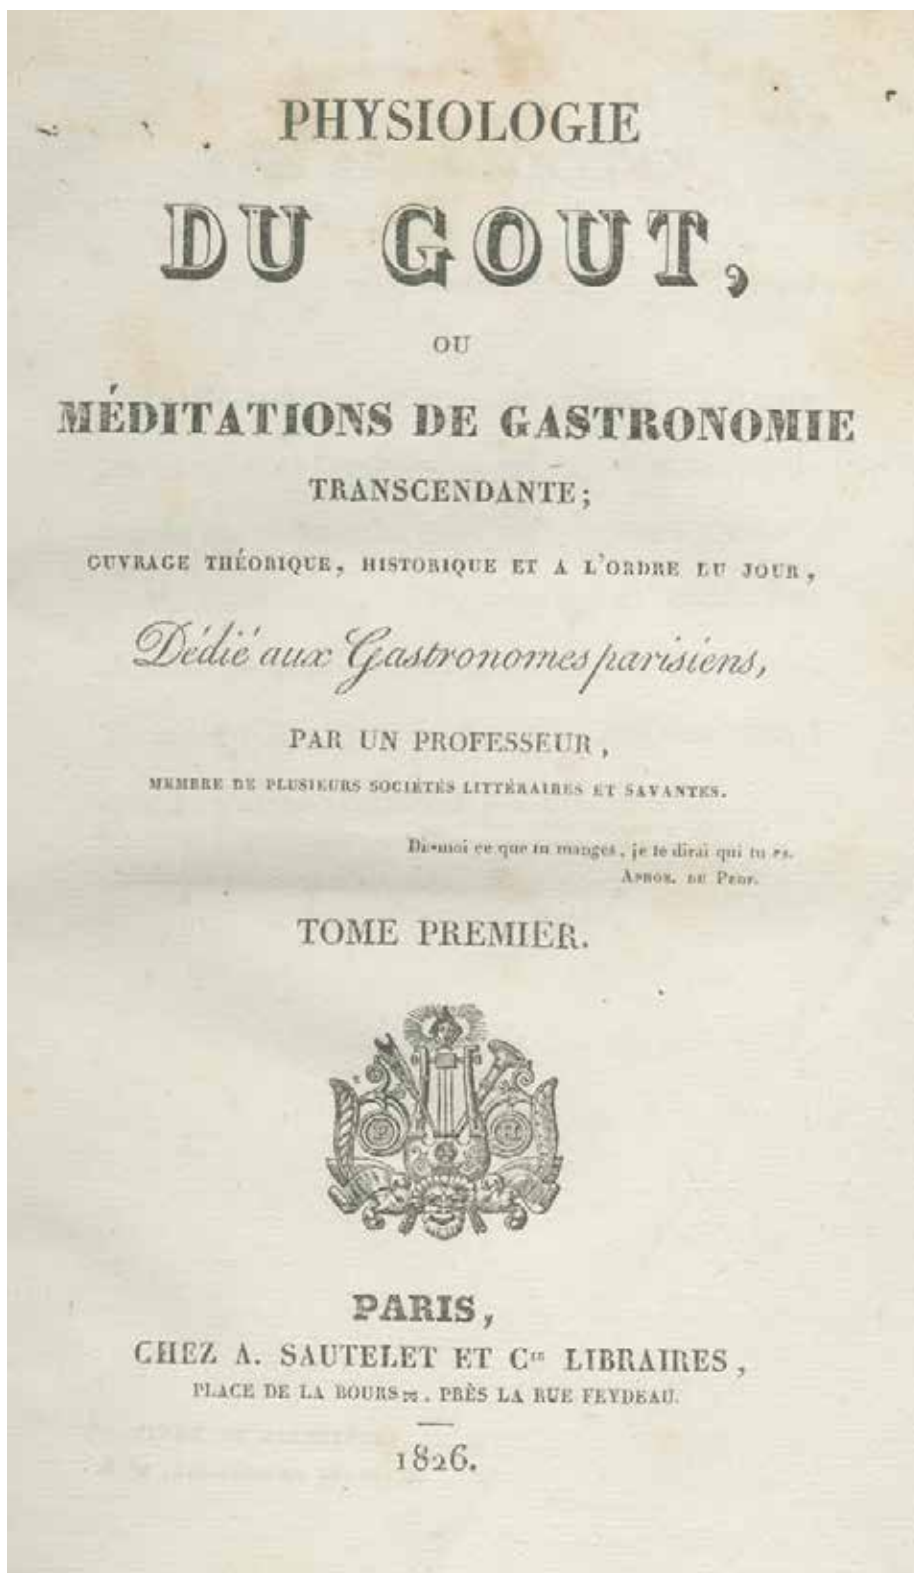 PHYSIOLOGIE
DU GOUT,
OU
MÉDITATIONS DE GASTRONOMIE
TRANSCENDANTE;
OUVRAGE THÉORIQUE, HISTORIQUE ET A L'ORDRE DU JOUR,
Dédié aux Gastronomes parisiens,
PAR UN PROFESSEUR,
MEMBRE DE PLUSIEURS SOCIÉTÉS LITTÉRAIRES ET SAVANTES.
Dis-moi ce que tu manges, je te dirai qui tu es.
APHOR. DU PROF.
TOME PREMIER.
PARIS,
CHEZ A. SAUTELET ET Cie LIBRAIRES,
PLACE DE LA BOURSE, PRÈS LA RUE FEYDEAU.
1826.